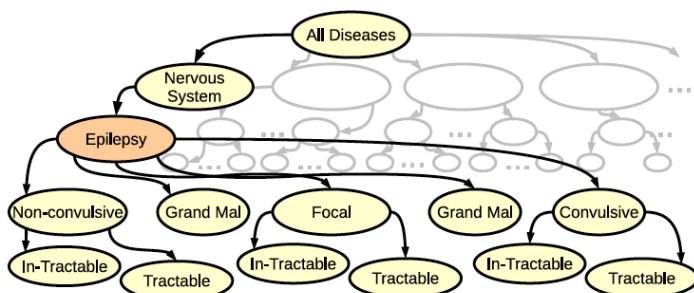 All Diseases
Nervous
System
Epilepsy
Non-convulsive
Grand Mal
Focal
Grand Mal
Convulsive
In-Tractable
Tractable
In-Tractable
Tractable
In-Tractable
Tractable